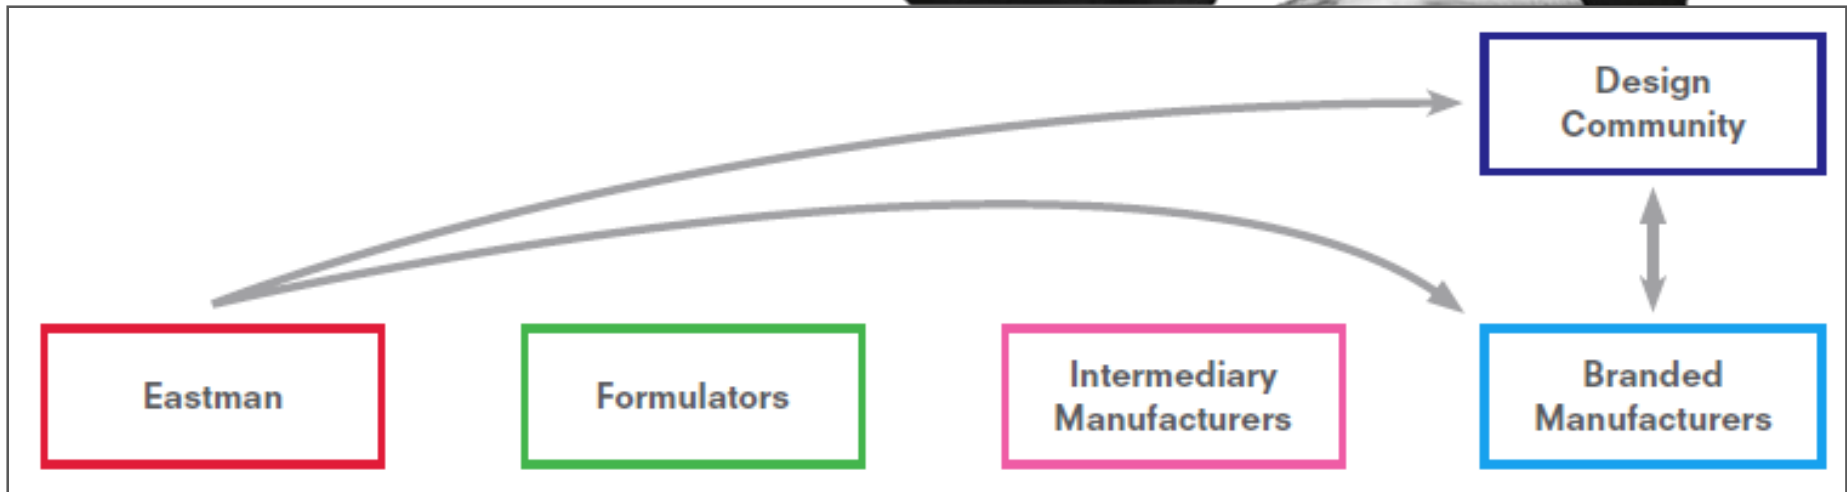 Design
Community
Eastman
Formulators
Intermediary
Manufacturers
Branded
Manufacturers